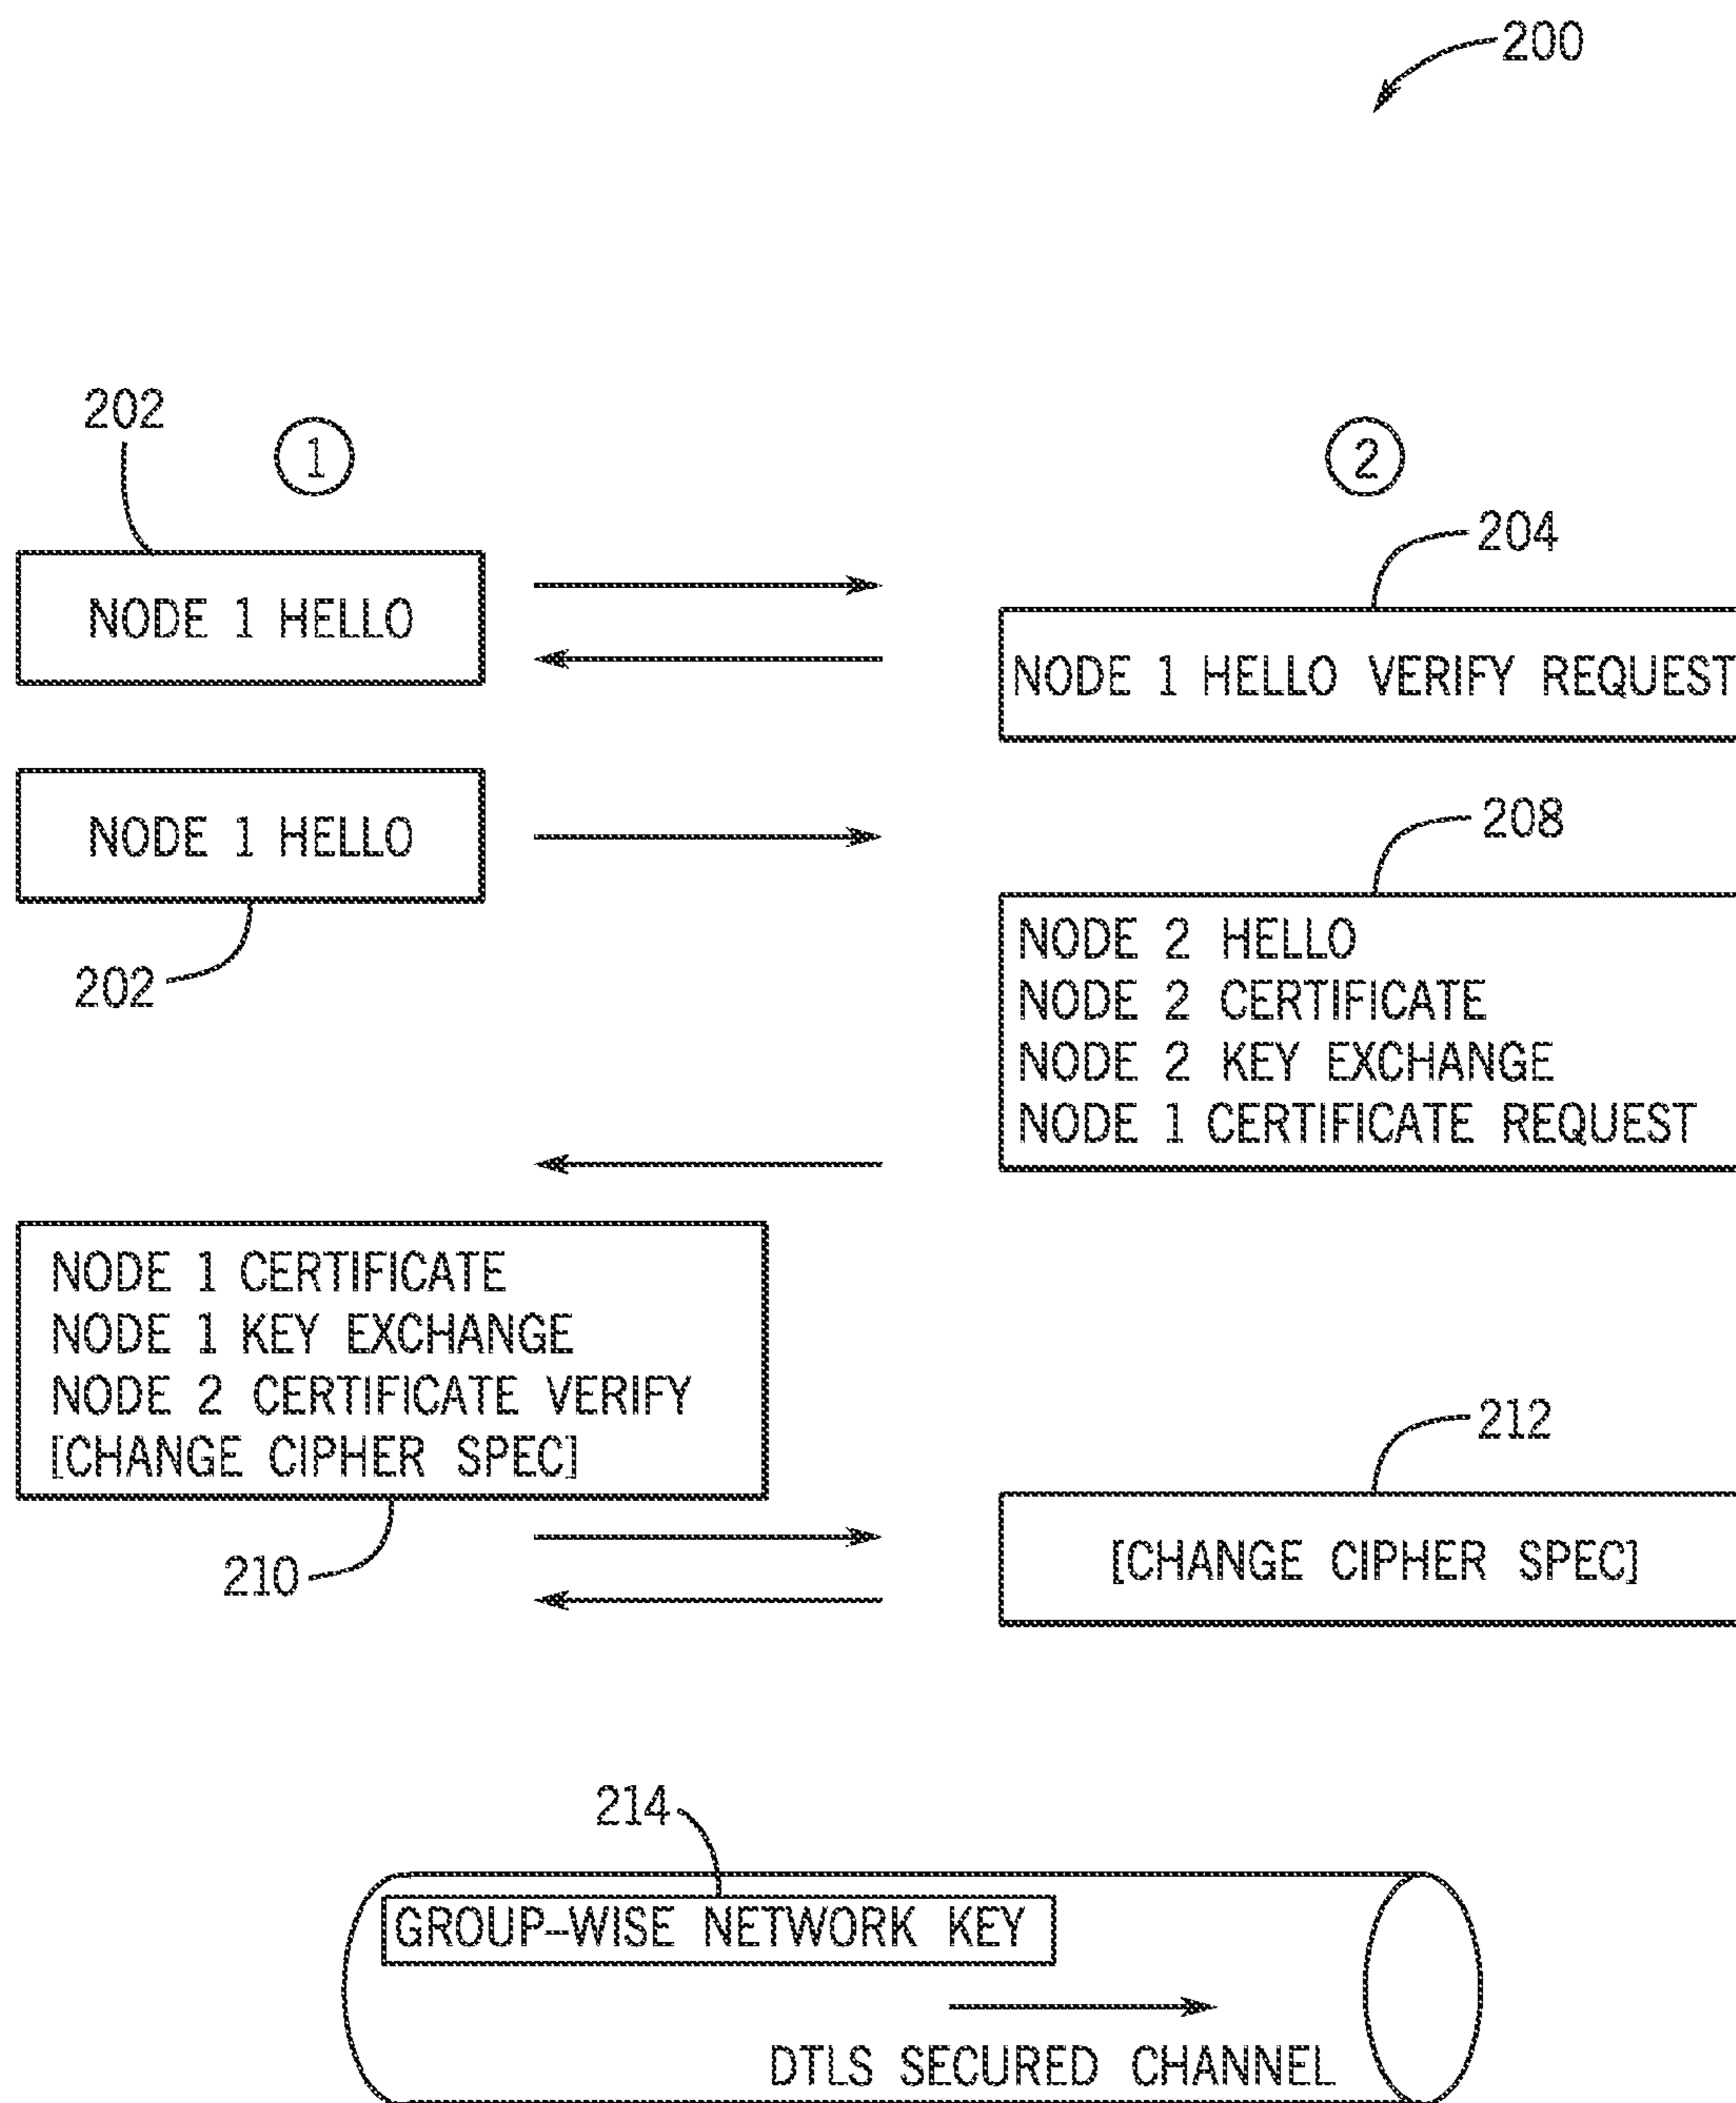 200
202
1
2
204
NODE 1 HELLO
NODE 1 HELLO VERIFY REQUEST
NODE 1 HELLO
208
202
NODE 2 HELLO
NODE 2 CERTIFICATE
NODE 2 KEY EXCHANGE
NODE 1 CERTIFICATE REQUEST
NODE 1 CERTIFICATE
NODE 1 KEY EXCHANGE
NODE 2 CERTIFICATE VERIFY
[CHANGE CIPHER SPEC]
212
210
[CHANGE CIPHER SPEC]
214
GROUP–WISE NETWORK KEY
DTLS SECURED CHANNEL